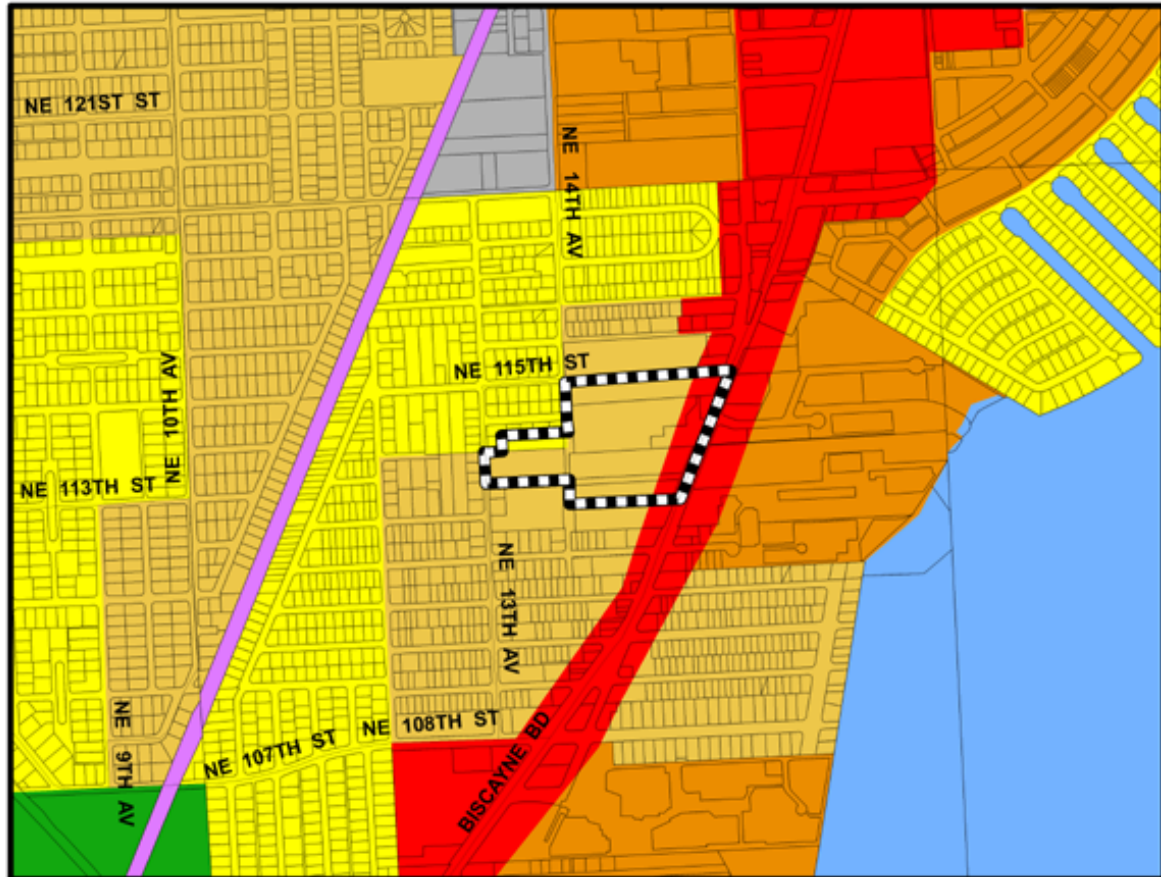 NE 121ST ST
NE 14TH AV
NE 10TH AV
NE 115TH ST
NE 113TH ST
NE 13TH AV
NE 9TH AV
NE 108TH ST
NE 107TH ST
BISCAYNE BD